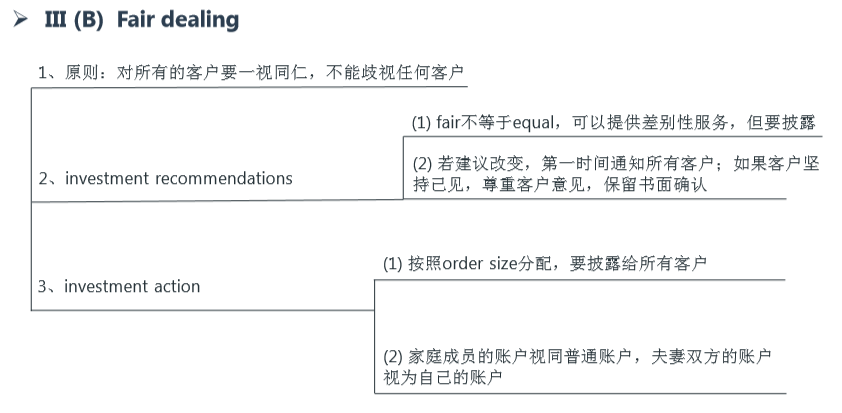 ➢ III (B) Fair dealing
1、原则：对所有的客户要一视同仁，不能歧视任何客户
(1) fair不等于equal，可以提供差别性服务，但要披露
2、investment recommendations
(2) 若建议改变，第一时间通知所有客户；如果客户坚
持己见，尊重客户意见，保留书面确认
(1) 按照order size分配，要披露给所有客户
3、investment action
(2) 家庭成员的账户视同普通账户，夫妻双方的账户
视为自己的账户